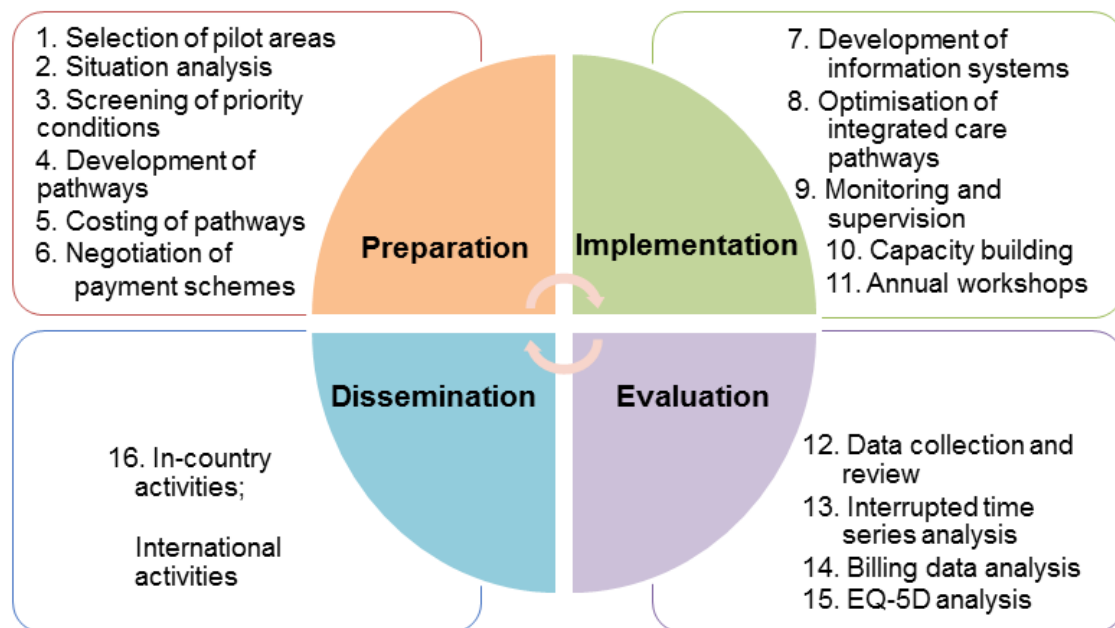 1. Selection of pilot areas
2. Situation analysis
3. Screening of priority
conditions
4. Development of
pathways
5. Costing of pathways
6. Negotiation of
payment schemes
Preparation
Implementation
7. Development of
information systems
8. Optimisation of
integrated care
pathways
9. Monitoring and
supervision
10. Capacity building
11. Annual workshops
Dissemination
Evaluation
16. In-country
activities;
International
activities
12. Data collection and
review
13. Interrupted time
series analysis
14. Billing data analysis
15. EQ-5D analysis